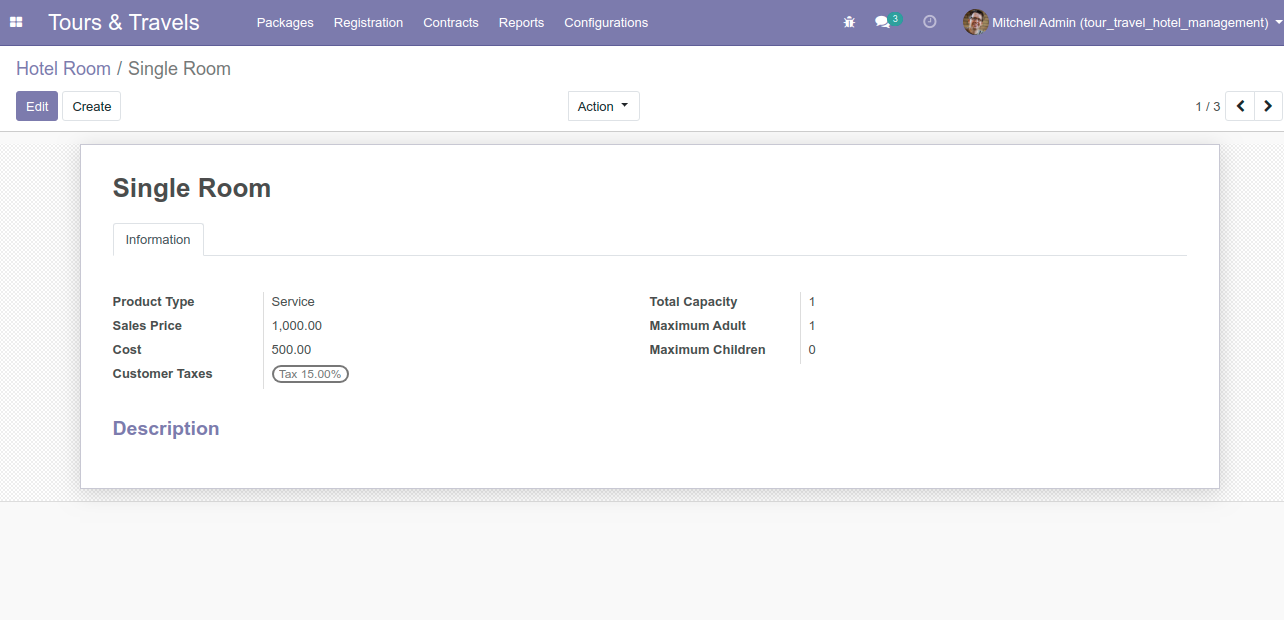 Tours & Travels Packages Registration Contracts Reports Configurations 3 Mitchell Admin (tour_travel_hotel_management)
Hotel Room / Single Room
Edit Create Action 1 / 3
Single Room
Information
Product Type Service Total Capacity 1
Sales Price 1,000.00 Maximum Adult 1
Cost 500.00 Maximum Children 0
Customer Taxes Tax 15.00%
Description